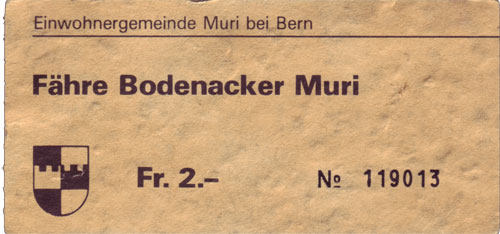 Einwohnergemeinde Muri bei Bern
Fähre Bodenacker Muri
Fr. 2.– № 119013